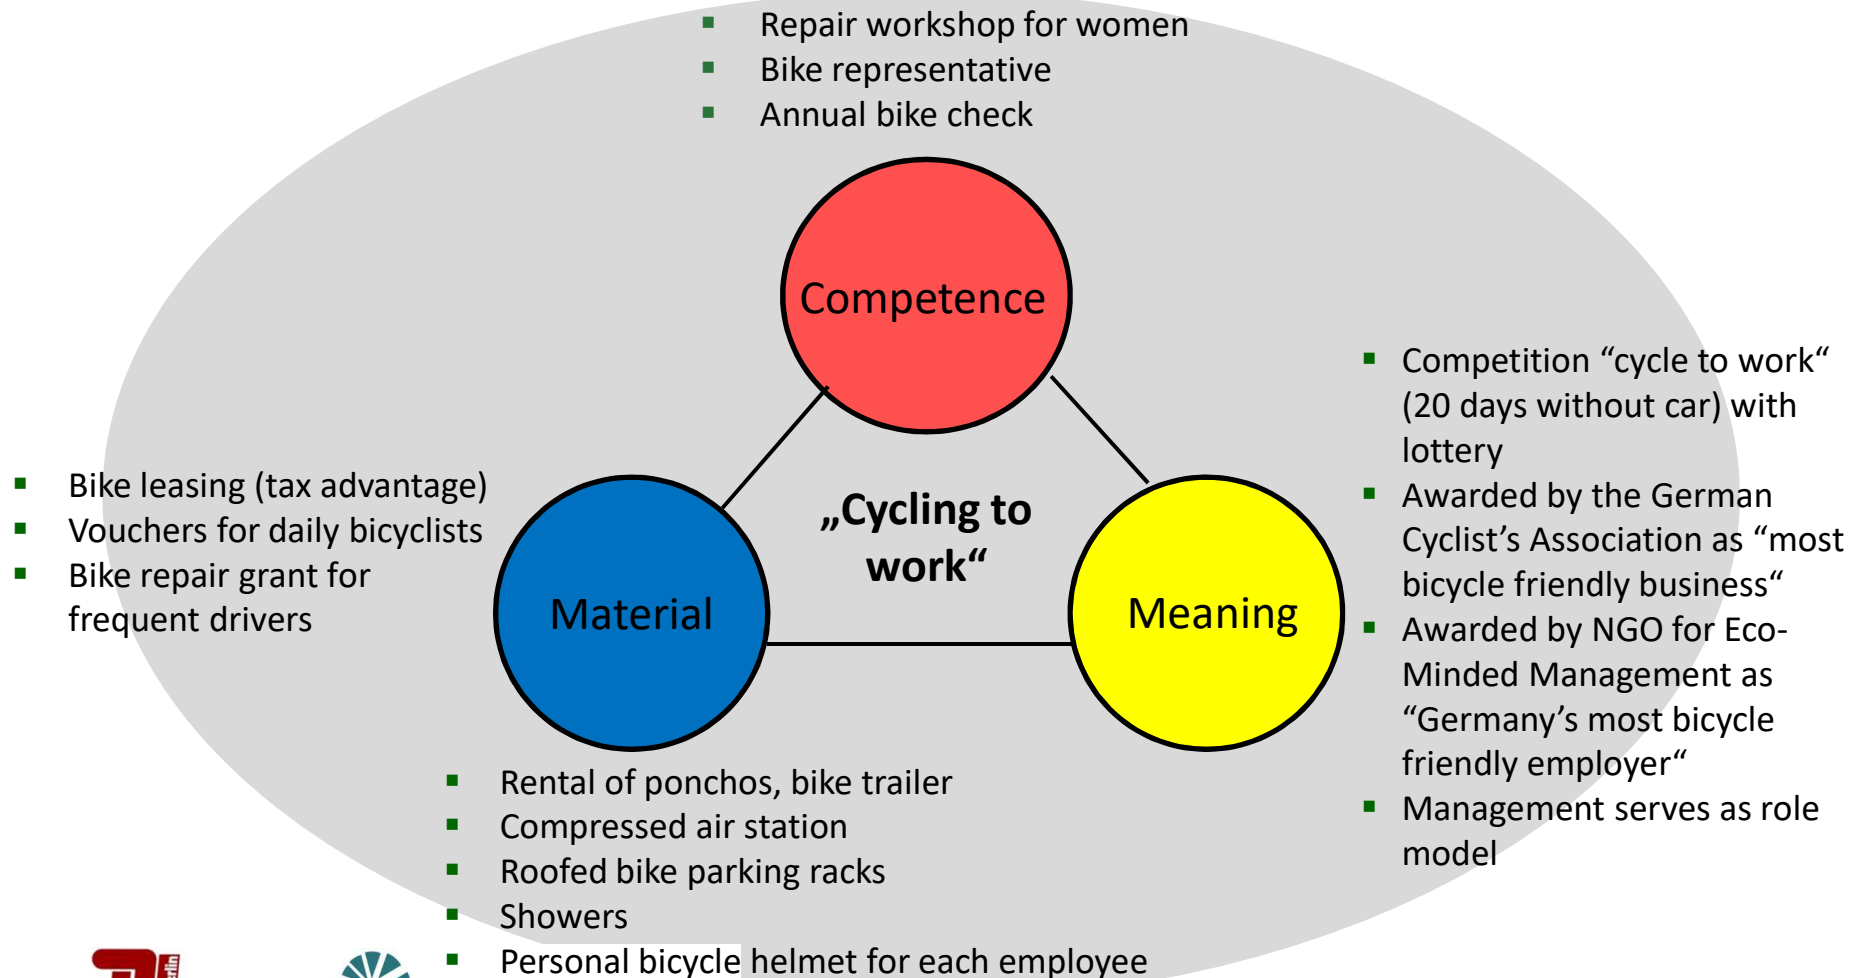 ▪ Repair workshop for women
▪ Bike representative
▪ Annual bike check
Competence
▪ Competition “cycle to work“
(20 days without car) with
lottery
▪ Awarded by the German
Cyclist’s Association as “most
bicycle friendly business“
▪ Awarded by NGO for Eco-
Minded Management as
“Germany’s most bicycle
friendly employer“
▪ Management serves as role
model
▪ Bike leasing (tax advantage)
▪ Vouchers for daily bicyclists
▪ Bike repair grant for
frequent drivers
„Cycling to
work“
Material
Meaning
▪ Rental of ponchos, bike trailer
▪ Compressed air station
▪ Roofed bike parking racks
▪ Showers
▪ Personal bicycle helmet for each employee